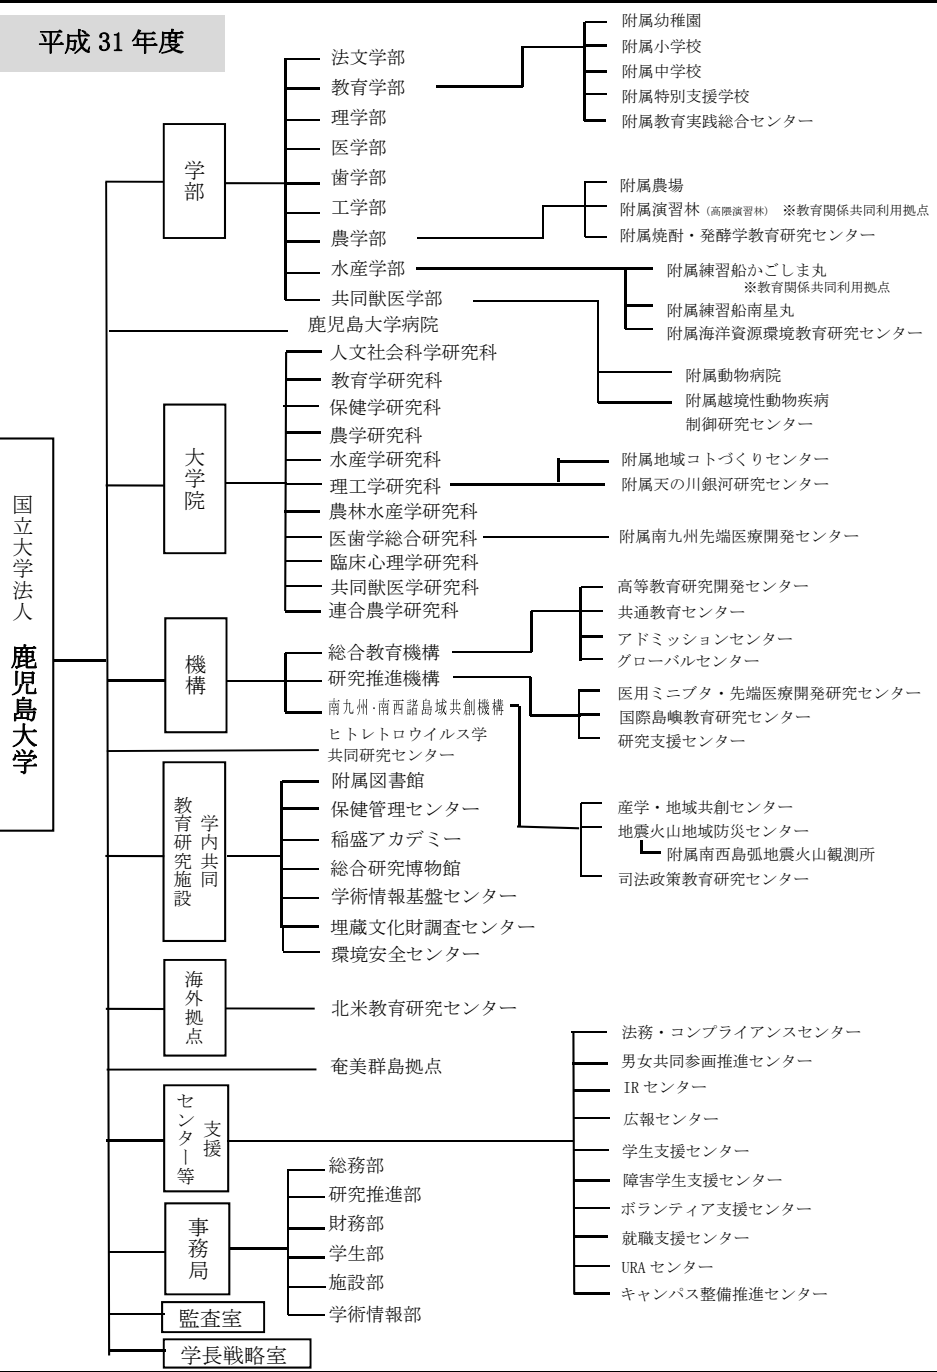 平成 31 年度
国立大学法人 鹿児島大学
学部
法文学部
教育学部
附属幼稚園
附属小学校
附属中学校
附属特別支援学校
附属教育実践総合センター
理学部
医学部
歯学部
工学部
農学部
附属農場
附属演習林（高隈演習林） ※教育関係共同利用拠点
附属焼酎・発酵学教育研究センター
水産学部
附属練習船かごしま丸
※教育関係共同利用拠点
附属練習船南星丸
附属海洋資源環境教育研究センター
共同獣医学部
附属動物病院
附属越境性動物疾病
制御研究センター
鹿児島大学病院
大学院
人文社会科学研究科
教育学研究科
保健学研究科
農学研究科
水産学研究科
理工学研究科
附属地域コトづくりセンター
附属天の川銀河研究センター
農林水産学研究科
医歯学総合研究科
附属南九州先端医療開発センター
臨床心理学研究科
共同獣医学研究科
連合農学研究科
機構
総合教育機構
高等教育研究開発センター
共通教育センター
アドミッションセンター
グローバルセンター
研究推進機構
医用ミニブタ・先端医療開発研究センター
国際島嶼教育研究センター
研究支援センター
南九州・南西諸島域共創機構
産学・地域共創センター
地震火山地域防災センター
附属南西島弧地震火山観測所
司法政策教育研究センター
ヒトレトロウイルス学
共同研究センター
学内共同
教育研究施設
附属図書館
保健管理センター
稲盛アカデミー
総合研究博物館
学術情報基盤センター
埋蔵文化財調査センター
環境安全センター
海外拠点
北米教育研究センター
奄美群島拠点
支援
センター等
法務・コンプライアンスセンター
男女共同参画推進センター
IR センター
広報センター
学生支援センター
障害学生支援センター
ボランティア支援センター
就職支援センター
URA センター
キャンパス整備推進センター
事務局
総務部
研究推進部
財務部
学生部
施設部
学術情報部
監査室
学長戦略室